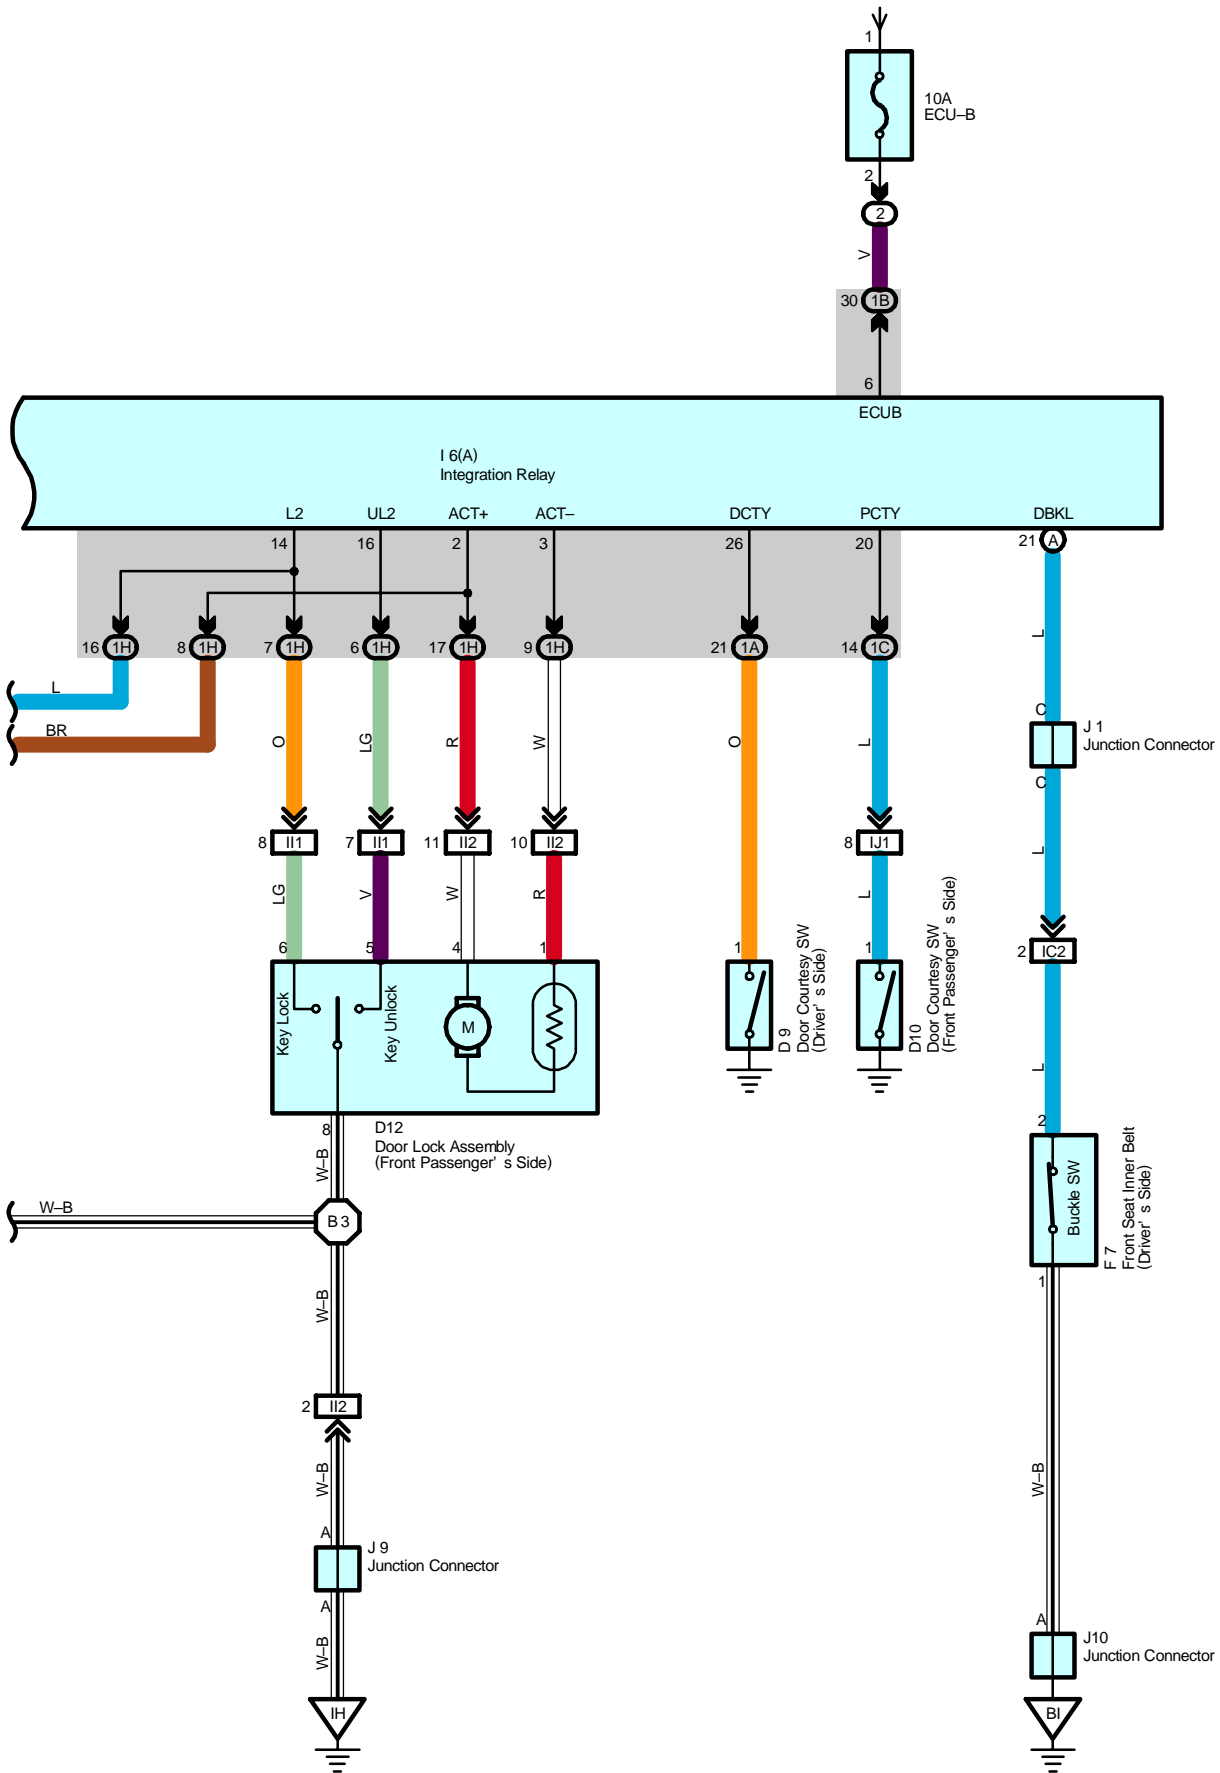 1
10A
ECU–B
2
2
V
30 1B
6
ECUB
I 6(A)
Integration Relay
L2 UL2 ACT+ ACT– DCTY PCTY DBKL
14 16 2 3 26 20 21 A
16 1H 8 1H 7 1H 6 1H 17 1H 9 1H 21 1A 14 1C
L
BR
O LG R W O L L
C
J 1
Junction Connector
C
8 II1 7 II1 11 II2 10 II2 8 IJ1
LG V W R L L
2 IC2
6 5 4 1 1 1
Key Lock
Key Unlock
M
D 9
Door Courtesy SW
(Driver' s Side)
D10
Door Courtesy SW
(Front Passenger' s Side)
L
8
D12
Door Lock Assembly
(Front Passenger' s Side)
W–B
2
Buckle SW
F 7
Front Seat Inner Belt
(Driver' s Side)
1
W–B
B 3
W–B
2 II2
W–B
W–B
A
J 9
Junction Connector
A
W–B
A
J10
Junction Connector
IH
BI